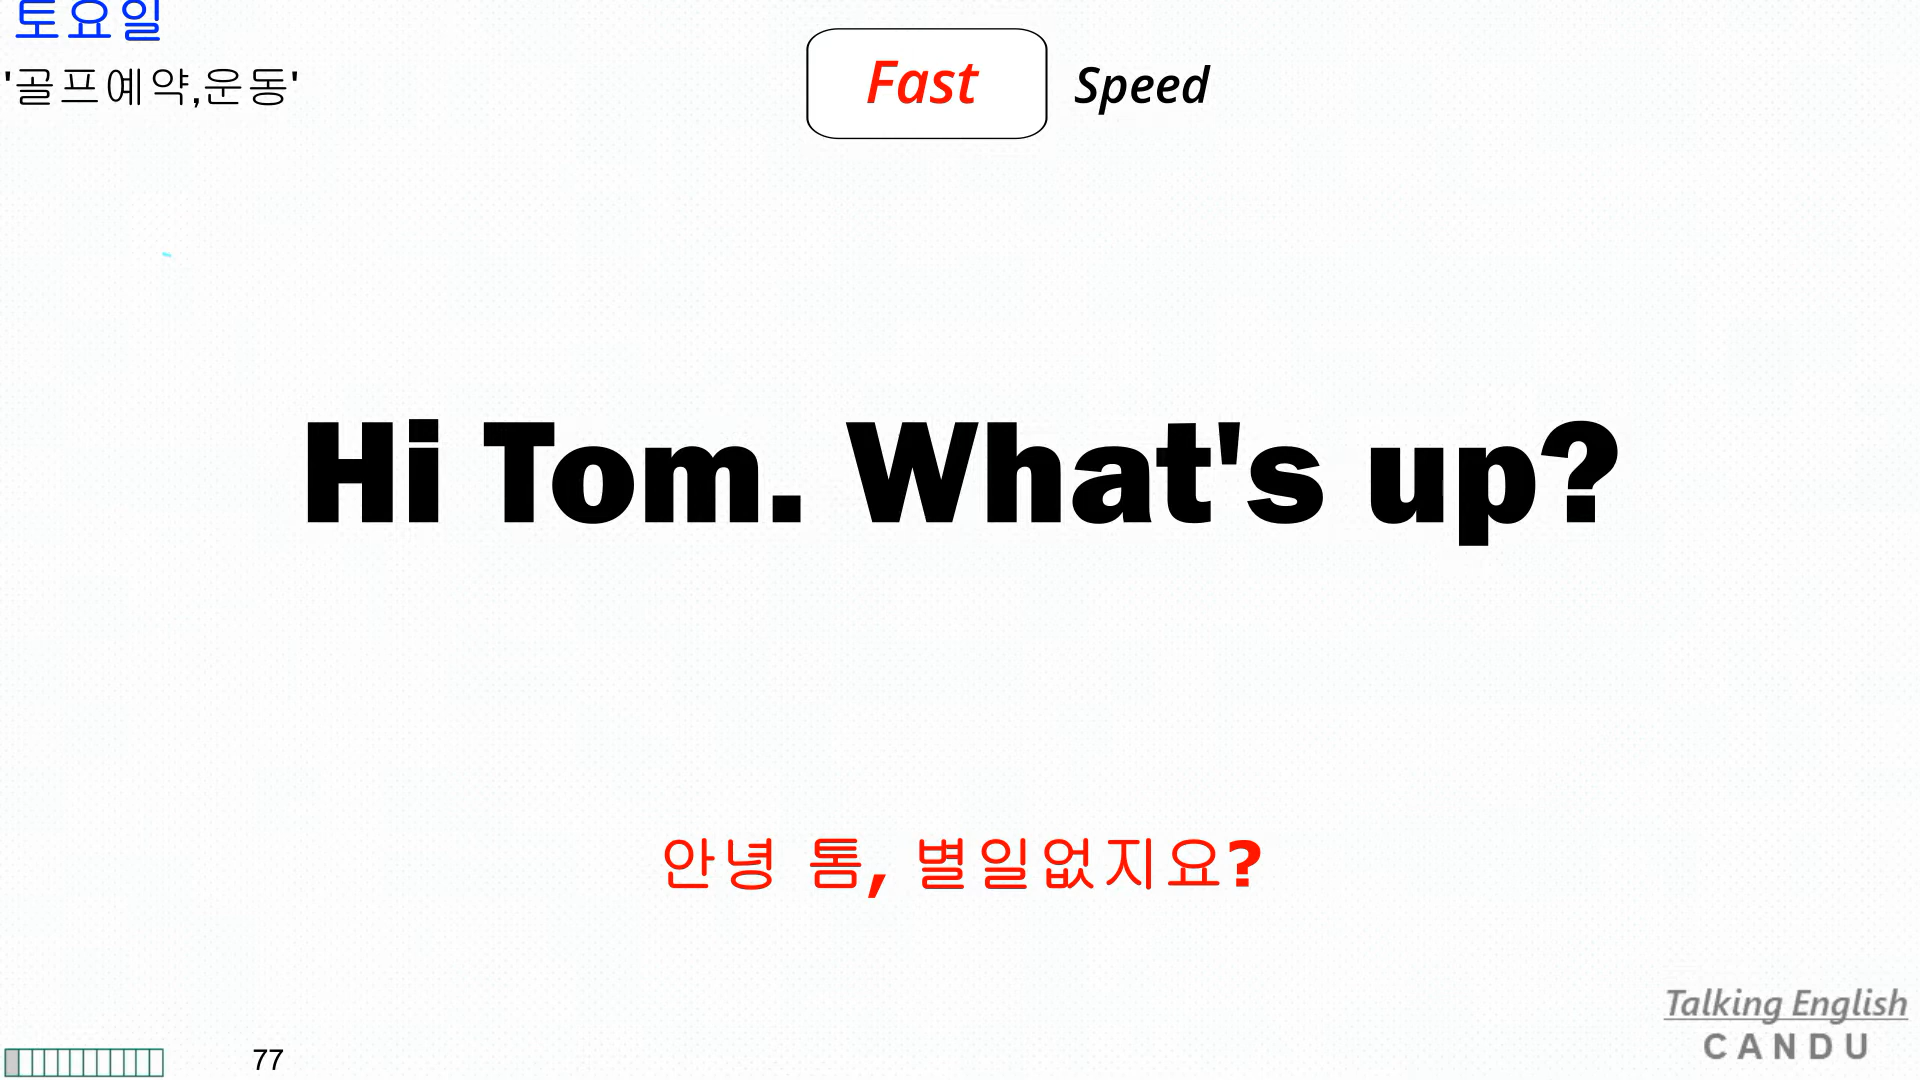 토요일
'골프예약,운동'
Fast Speed
Hi Tom. What's up?
안녕 톰, 별일없지요?
Talking English
CANDU
77